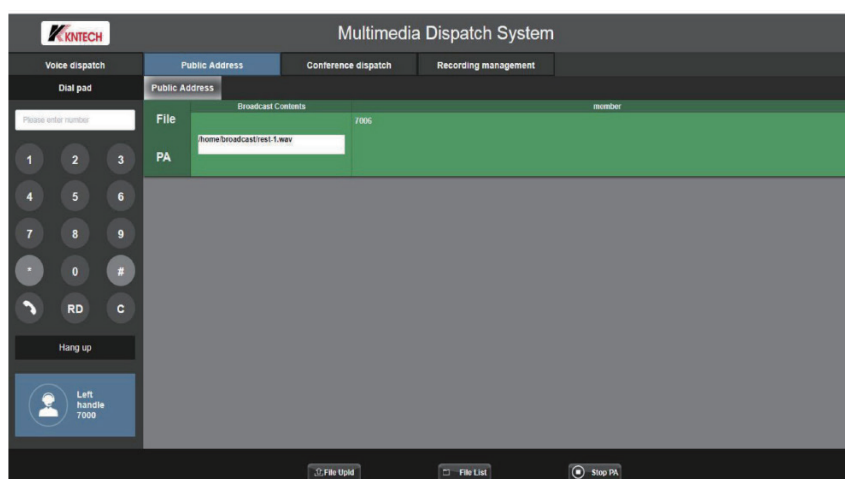 KNTECH
Multimedia Dispatch System
Voice dispatch
Public Address
Conference dispatch
Recording management
Dial pad
Public Address
Please enter number
Broadcast Contents
member
File
PA
/home/broadcast/rest-1.wav
7006
1 2 3
4 5 6
7 8 9
* 0 #
RD C
Hang up
Left
handle
7000
File Upld
File List
Stop PA